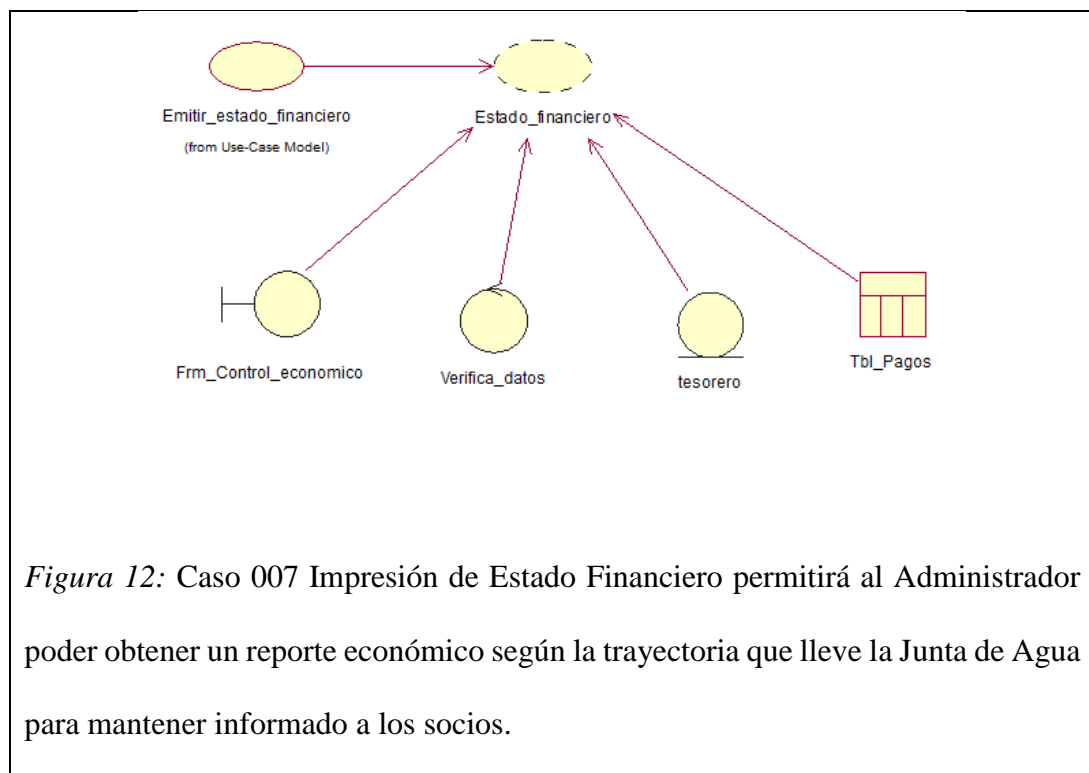 Emitir_estado_financiero
(from Use-Case Model)
Estado_financiero
Frm_Control_economico
Verifica_datos
tesorero
Tbl_Pagos
Figura 12: Caso 007 Impresión de Estado Financiero permitirá al Administrador
poder obtener un reporte económico según la trayectoria que lleve la Junta de Agua
para mantener informado a los socios.